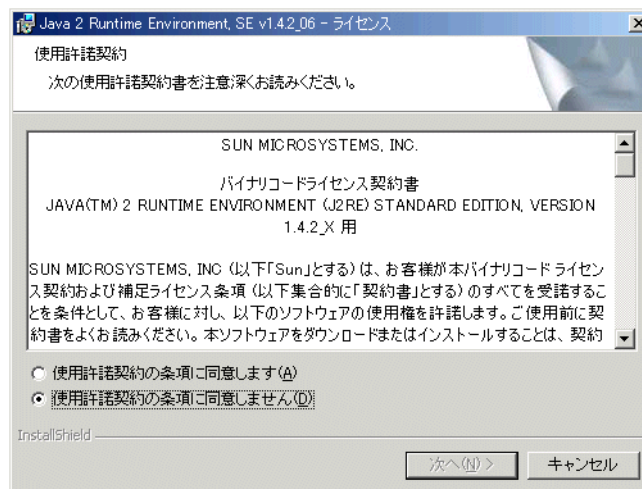 Java 2 Runtime Environment, SE v1.4.2_06 - ライセンス
使用許諾契約
次の使用許諾契約書を注意深くお読みください。
SUN MICROSYSTEMS, INC.
バイナリコードライセンス契約書
JAVA(TM) 2 RUNTIME ENVIRONMENT (J2RE) STANDARD EDITION, VERSION
1.4.2_X 用
SUN MICROSYSTEMS, INC (以下「Sun」とする) は、お客様が本バイナリコード ライセン
ス契約および補足ライセンス条項 (以下集合的に「契約書」とする) のすべてを受諾するこ
とを条件として、お客様に対し、以下のソフトウェアの使用権を許諾します。ご使用前に契
約書をよくお読みください。本ソフトウェアをダウンロードまたはインストールすることは、契約
使用許諾契約の条項に同意します(A)
使用許諾契約の条項に同意しません(D)
InstallShield
次へ(N) >
キャンセル